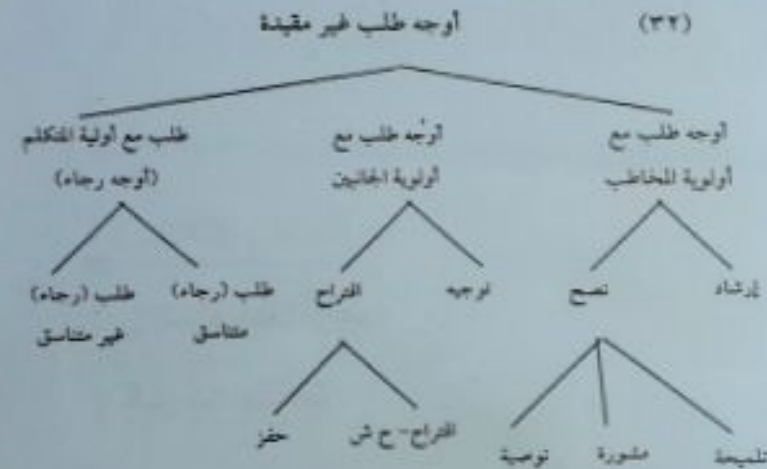 (٣٢) أوجه طلب غير مقيدة
أوجه طلب مع أوجه طلب مع طلب مع أولية المتكلم
أولوية المخاطب أولوية الجانبين (أوجه رجاء)
إرشاد نصح توجيه اقتراح طلب (رجاء) طلب (رجاء)
متناسق غير متناسق
اقتراح - ح ش حفز
تلميحة مشورة توصية